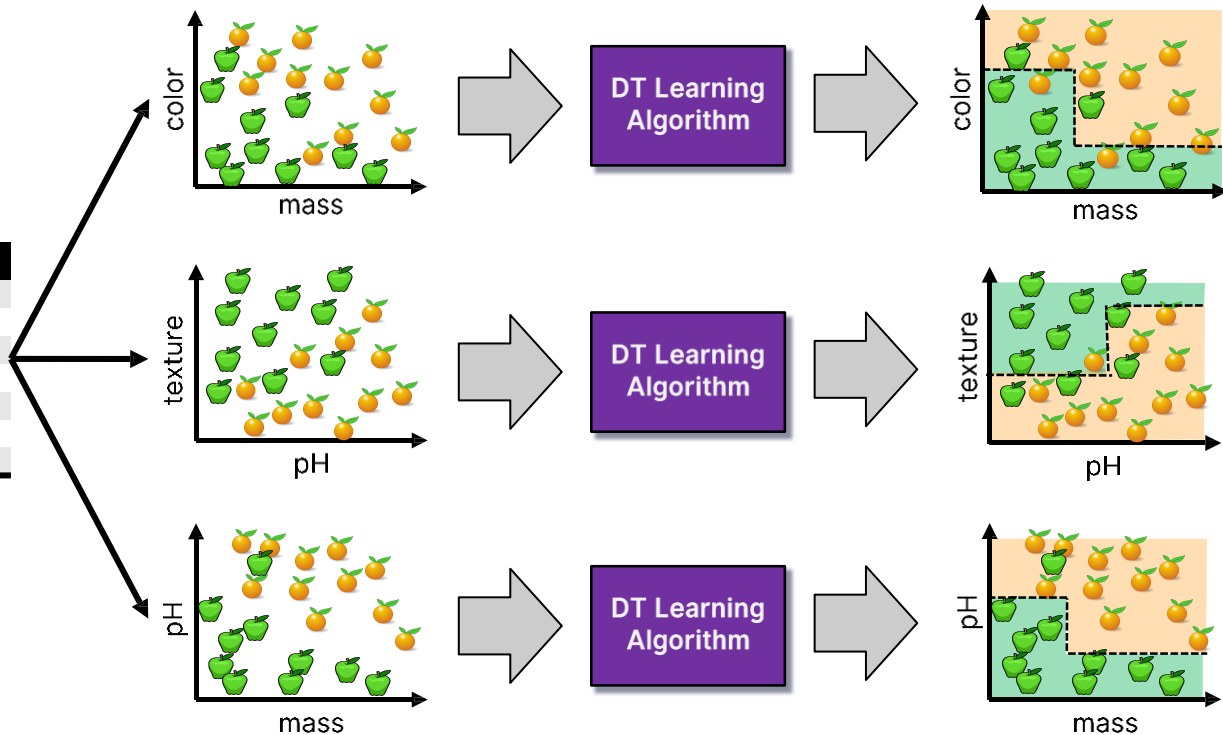 color
mass
DT Learning
Algorithm
color
mass
texture
pH
DT Learning
Algorithm
texture
pH
pH
mass
DT Learning
Algorithm
pH
mass